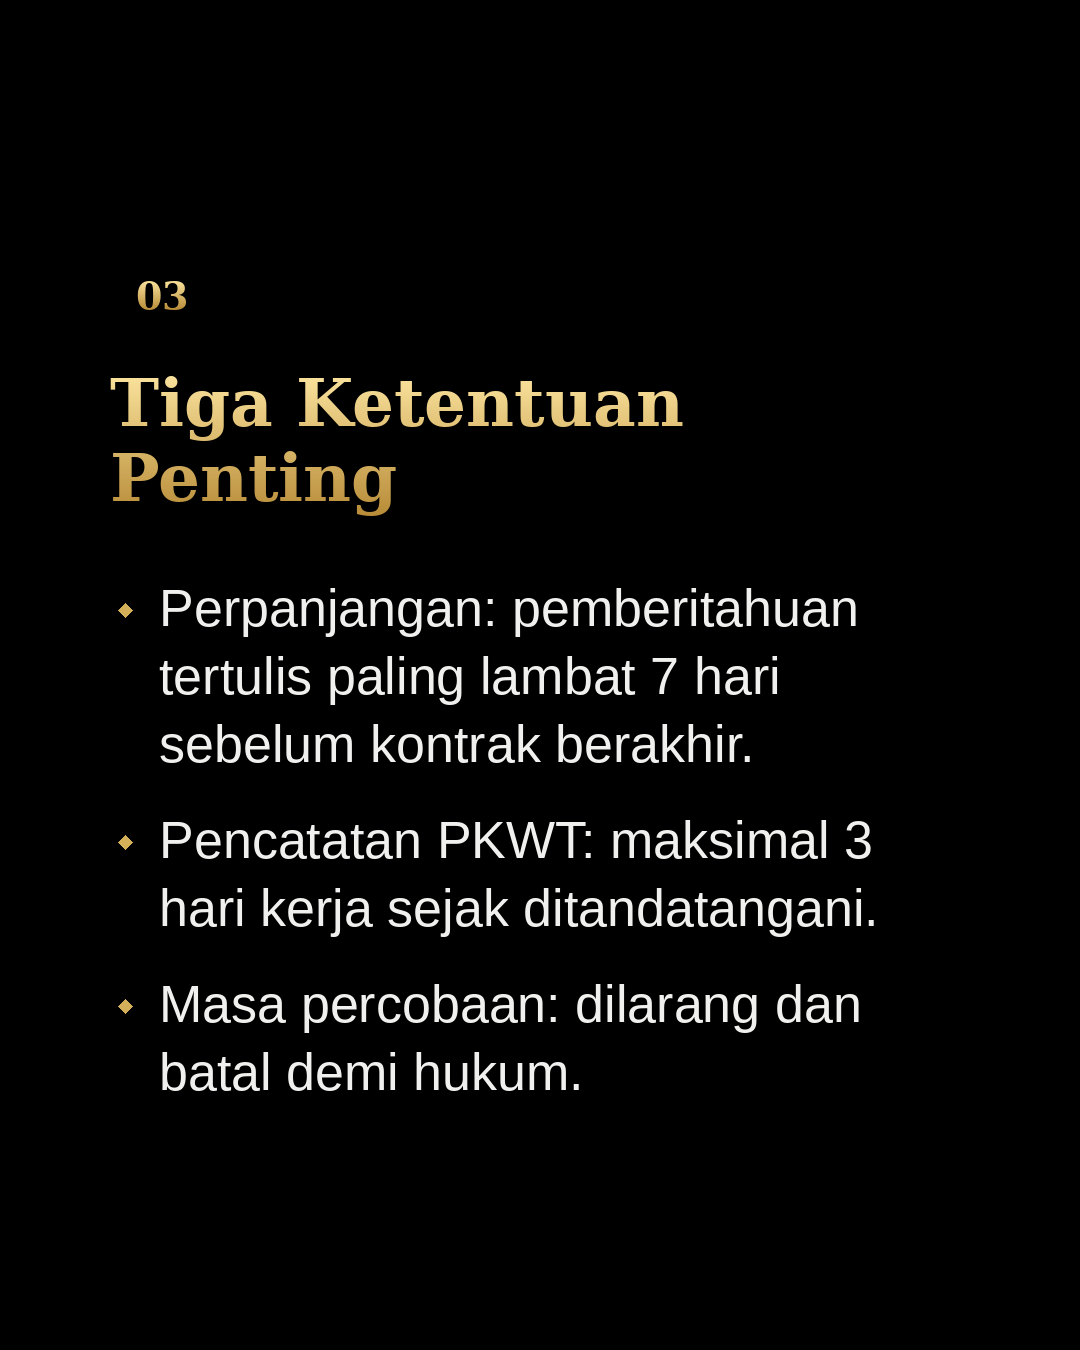 03
Tiga Ketentuan
Penting
Perpanjangan: pemberitahuan
tertulis paling lambat 7 hari
sebelum kontrak berakhir.
Pencatatan PKWT: maksimal 3
hari kerja sejak ditandatangani.
Masa percobaan: dilarang dan
batal demi hukum.